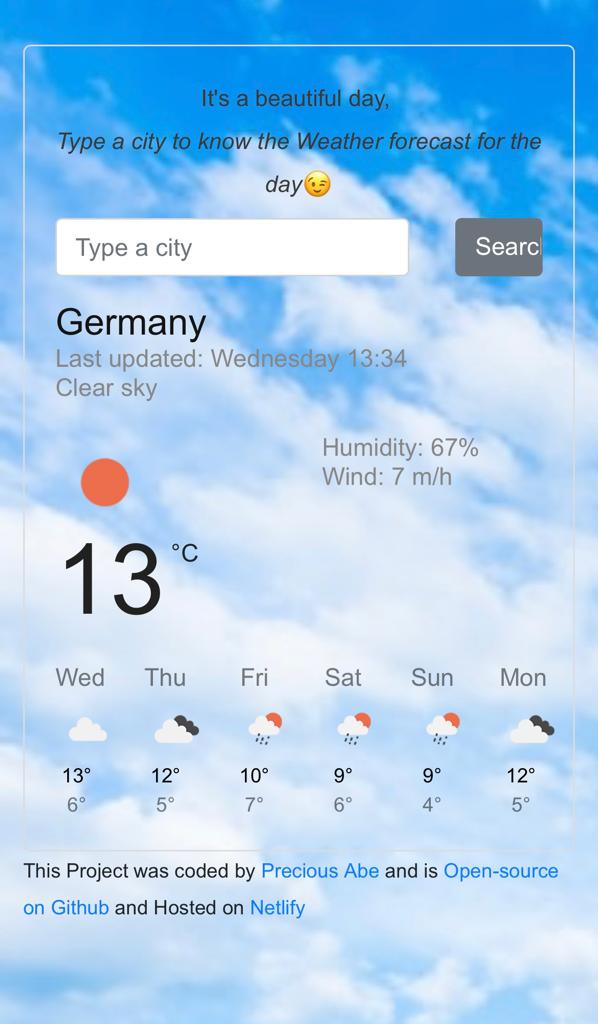 It's a beautiful day,
Type a city to know the Weather forecast for the
day😉
Type a city Searc
Germany
Last updated: Wednesday 13:34
Clear sky
Humidity: 67%
Wind: 7 m/h
13 °C
Wed Thu Fri Sat Sun Mon
13° 12° 10° 9° 9° 12°
6° 5° 7° 6° 4° 5°
This Project was coded by Precious Abe and is Open-source
on Github and Hosted on Netlify